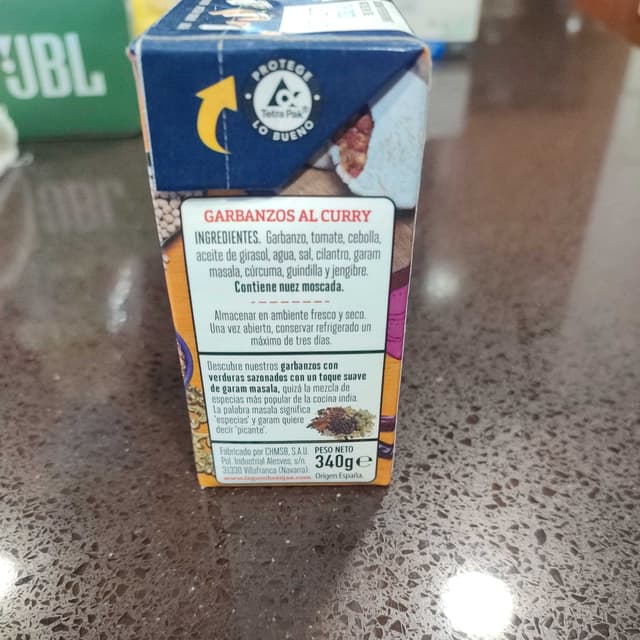 JBL
PROTEGE
Tetra Pak®
LO BUENO
GARBANZOS AL CURRY
INGREDIENTES. Garbanzo, tomate, cebolla,
aceite de girasol, agua, sal, cilantro, garam
masala, cúrcuma, guindilla y jengibre.
Contiene nuez moscada.
Almacenar en ambiente fresco y seco.
Una vez abierto, conservar refrigerado un
máximo de tres días.
Descubre nuestros garbanzos con
verduras sazonados con un toque suave
de garam masala, quizá la mezcla de
especias más popular de la cocina india.
La palabra masala significa
"especias" y garam quiere
decir "picante".
Fabricado por CHMSB, S.A.U.
Pol. Industrial Alesves, s/n
31330 Villafranca (Navarra)
PESO NETO
340g e
Origen España